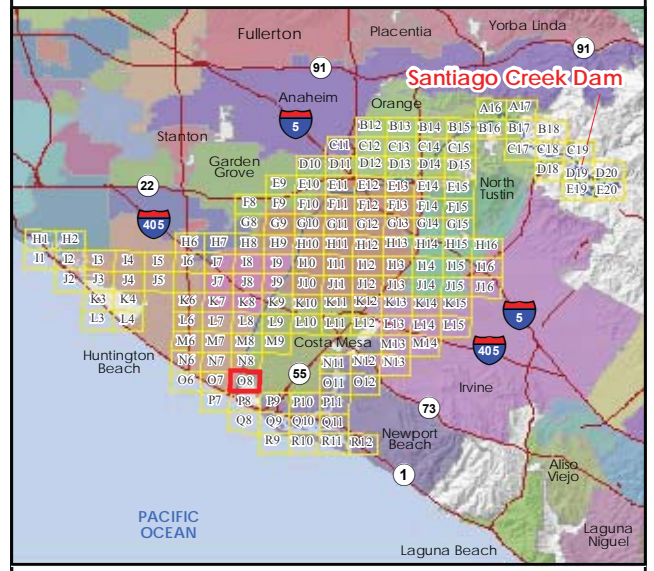 Fullerton
Placentia
Yorba Linda
91
91
Santiago Creek Dam
Anaheim
5
Orange
A16 A17
B12 B13 B14 B15 B16 B17 B18
Stanton
C11 C12 C13 C14 C15 C17 C18 C19
Garden
Grove
D10 D11 D12 D13 D14 D15 D18 D19 D20
22
E9 E10 E11 E12 E13 E14 E15 E19 E20
North
Tustin
F8 F9 F10 F11 F12 F13 F14 F15
405
G8 G9 G10 G11 G12 G13 G14 G15
H1 H2 H6 H7 H8 H9 H10 H11 H12 H13 H14 H15 H16
I1 I2 I3 I4 I5 I6 I7 I8 I9 I10 I11 I12 I13 I14 I15 I16
J2 J3 J4 J5 J7 J8 J9 J10 J11 J12 J13 J14 J15 J16
K3 K4 K6 K7 K8 K9 K10 K11 K12 K13 K14 K15
5
L3 L4 L6 L7 L8 L9 L10 L11 L12 L13 L14 L15
M6 M7 M8 M9 Costa Mesa M13 M14
405
Huntington
Beach
N6 N7 N8 N11 N12 N13
55
O6 O7 O8 O11 O12
Irvine
P7 P8 P9 P10 P11
73
Q8 Q9 Q10 Q11
Newport
Beach
R9 R10 R11 R12
1
Aliso
Viejo
PACIFIC
OCEAN
Laguna
Niguel
Laguna Beach